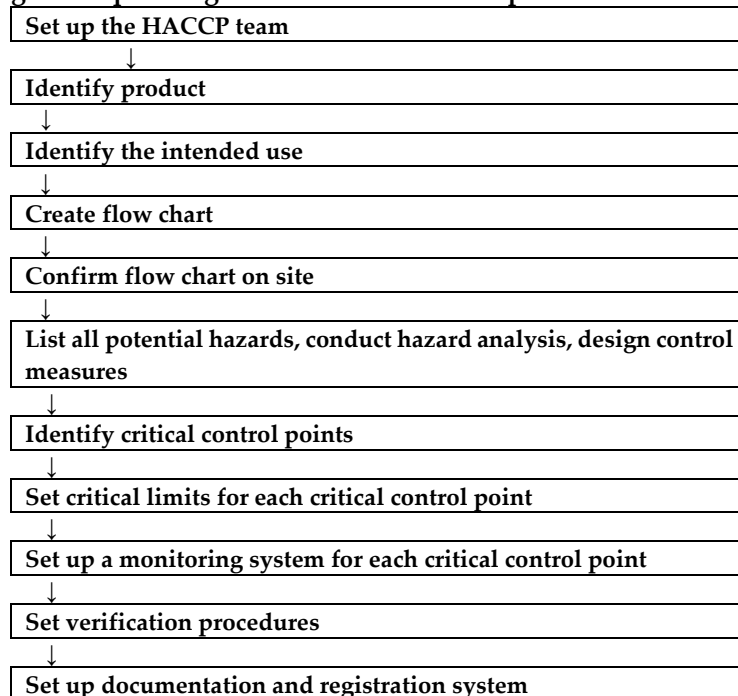 Set up the HACCP team
↓
Identify product
↓
Identify the intended use
↓
Create flow chart
↓
Confirm flow chart on site
↓
List all potential hazards, conduct hazard analysis, design control
measures
↓
Identify critical control points
↓
Set critical limits for each critical control point
↓
Set up a monitoring system for each critical control point
↓
Set verification procedures
↓
Set up documentation and registration system